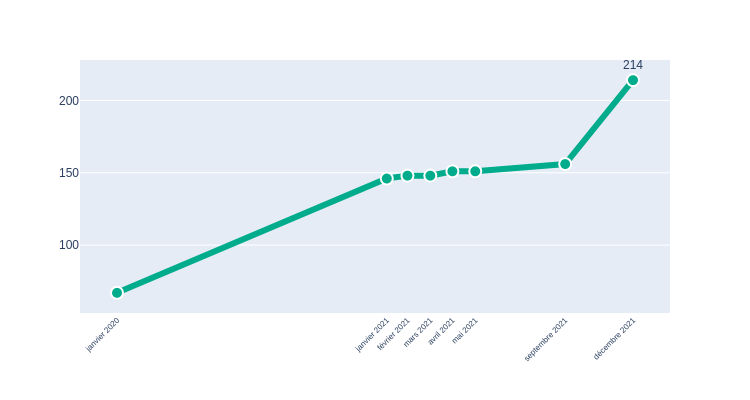 214
200
150
100
janvier 2020
janvier 2021
février 2021
mars 2021
avril 2021
mai 2021
septembre 2021
décembre 2021